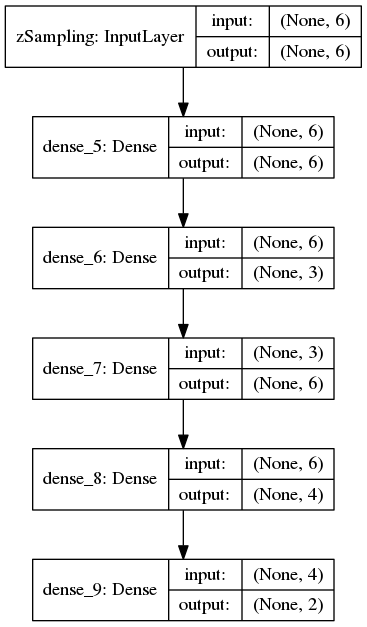 zSampling: InputLayer
input: (None, 6)
output: (None, 6)
dense_5: Dense
input: (None, 6)
output: (None, 6)
dense_6: Dense
input: (None, 6)
output: (None, 3)
dense_7: Dense
input: (None, 3)
output: (None, 6)
dense_8: Dense
input: (None, 6)
output: (None, 4)
dense_9: Dense
input: (None, 4)
output: (None, 2)